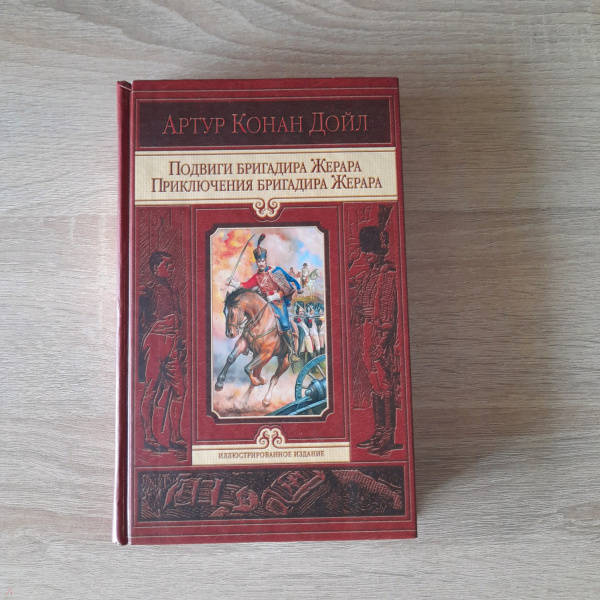 Артур Конан Дойл
Подвиги бригадира Жерара
Приключения бригадира Жерара
иллюстрированное издание